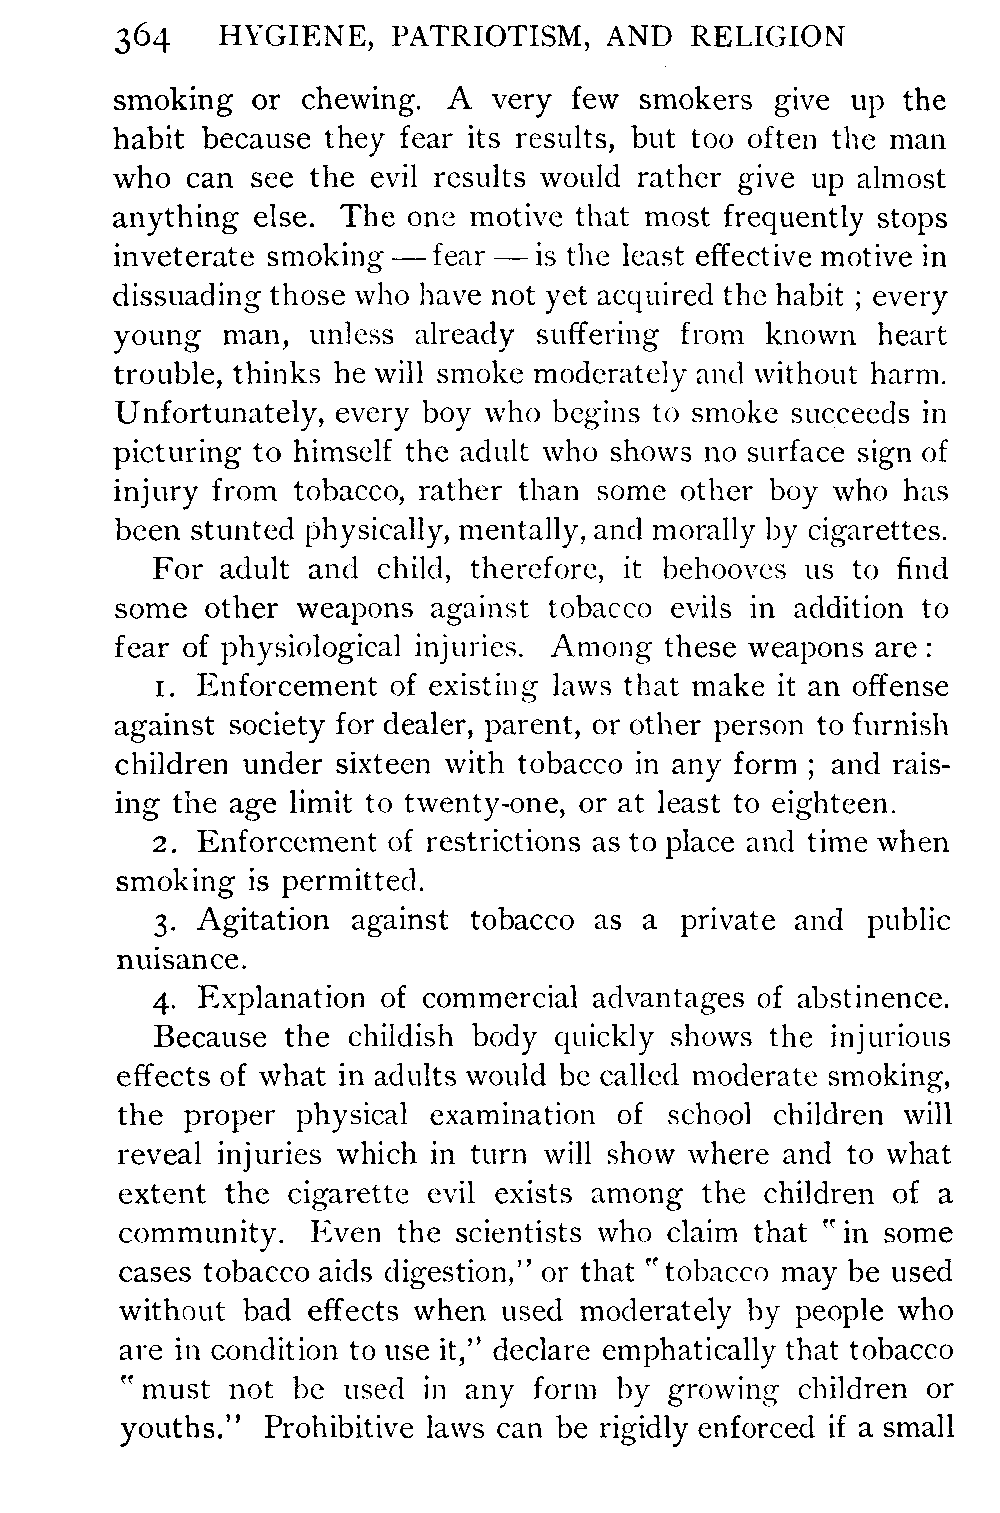 364 HYGIENE, PATRIOTISM, AND RELIGION
smoking or chewing. A very few smokers give up the
habit because they fear its results, but too often the man
who can see the evil results would rather give up almost
anything else. The one motive that most frequently stops
inveterate smoking — fear — is the least effective motive in
dissuading those who have not yet acquired the habit ; every
young man, unless already suffering from known heart
trouble, thinks he will smoke moderately and without harm.
Unfortunately, every boy who begins to smoke succeeds in
picturing to himself the adult who shows no surface sign of
injury from tobacco, rather than some other boy who has
been stunted physically, mentally, and morally by cigarettes.
For adult and child, therefore, it behooves us to find
some other weapons against tobacco evils in addition to
fear of physiological injuries. Among these weapons are :
1. Enforcement of existing laws that make it an offense
against society for dealer, parent, or other person to furnish
children under sixteen with tobacco in any form ; and rais-
ing the age limit to twenty-one, or at least to eighteen.
2. Enforcement of restrictions as to place and time when
smoking is permitted.
3. Agitation against tobacco as a private and public
nuisance.
4. Explanation of commercial advantages of abstinence.
Because the childish body quickly shows the injurious
effects of what in adults would be called moderate smoking,
the proper physical examination of school children will
reveal injuries which in turn will show where and to what
extent the cigarette evil exists among the children of a
community. Even the scientists who claim that "in some
cases tobacco aids digestion," or that "tobacco may be used
without bad effects when used moderately by people who
are in condition to use it," declare emphatically that tobacco
"must not be used in any form by growing children or
youths." Prohibitive laws can be rigidly enforced if a small